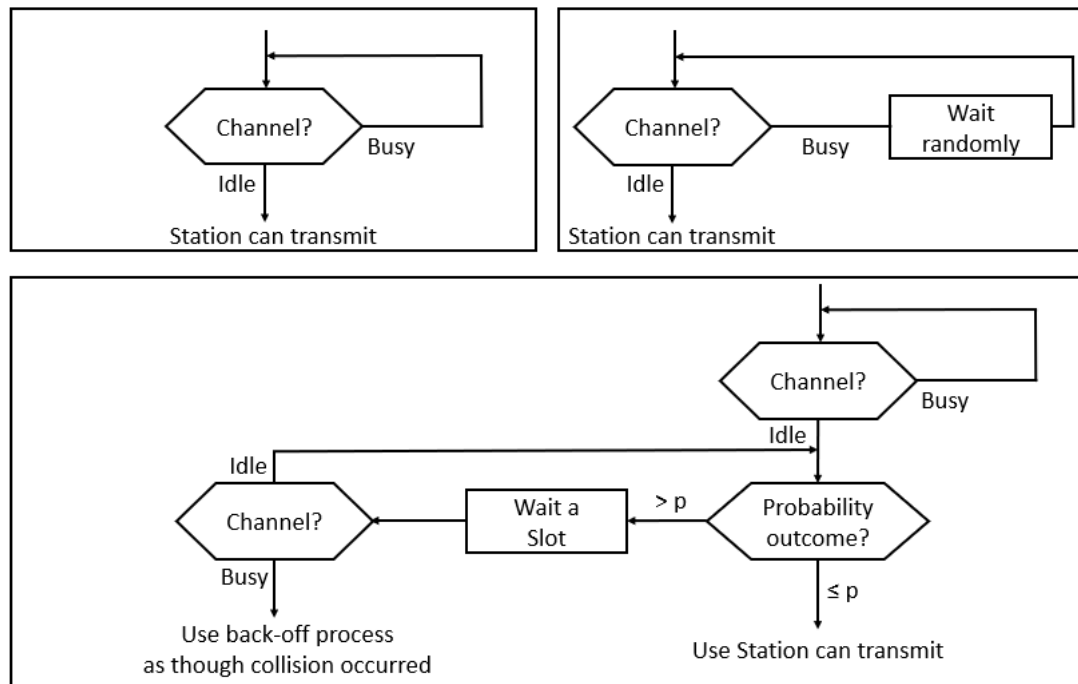 Channel?
Busy
Idle
Station can transmit
Channel?
Busy
Wait
randomly
Idle
Station can transmit
Channel?
Busy
Idle
Probability
outcome?
> p
Wait a
Slot
Idle
Channel?
Busy
Use back-off process
as though collision occurred
≤ p
Use Station can transmit